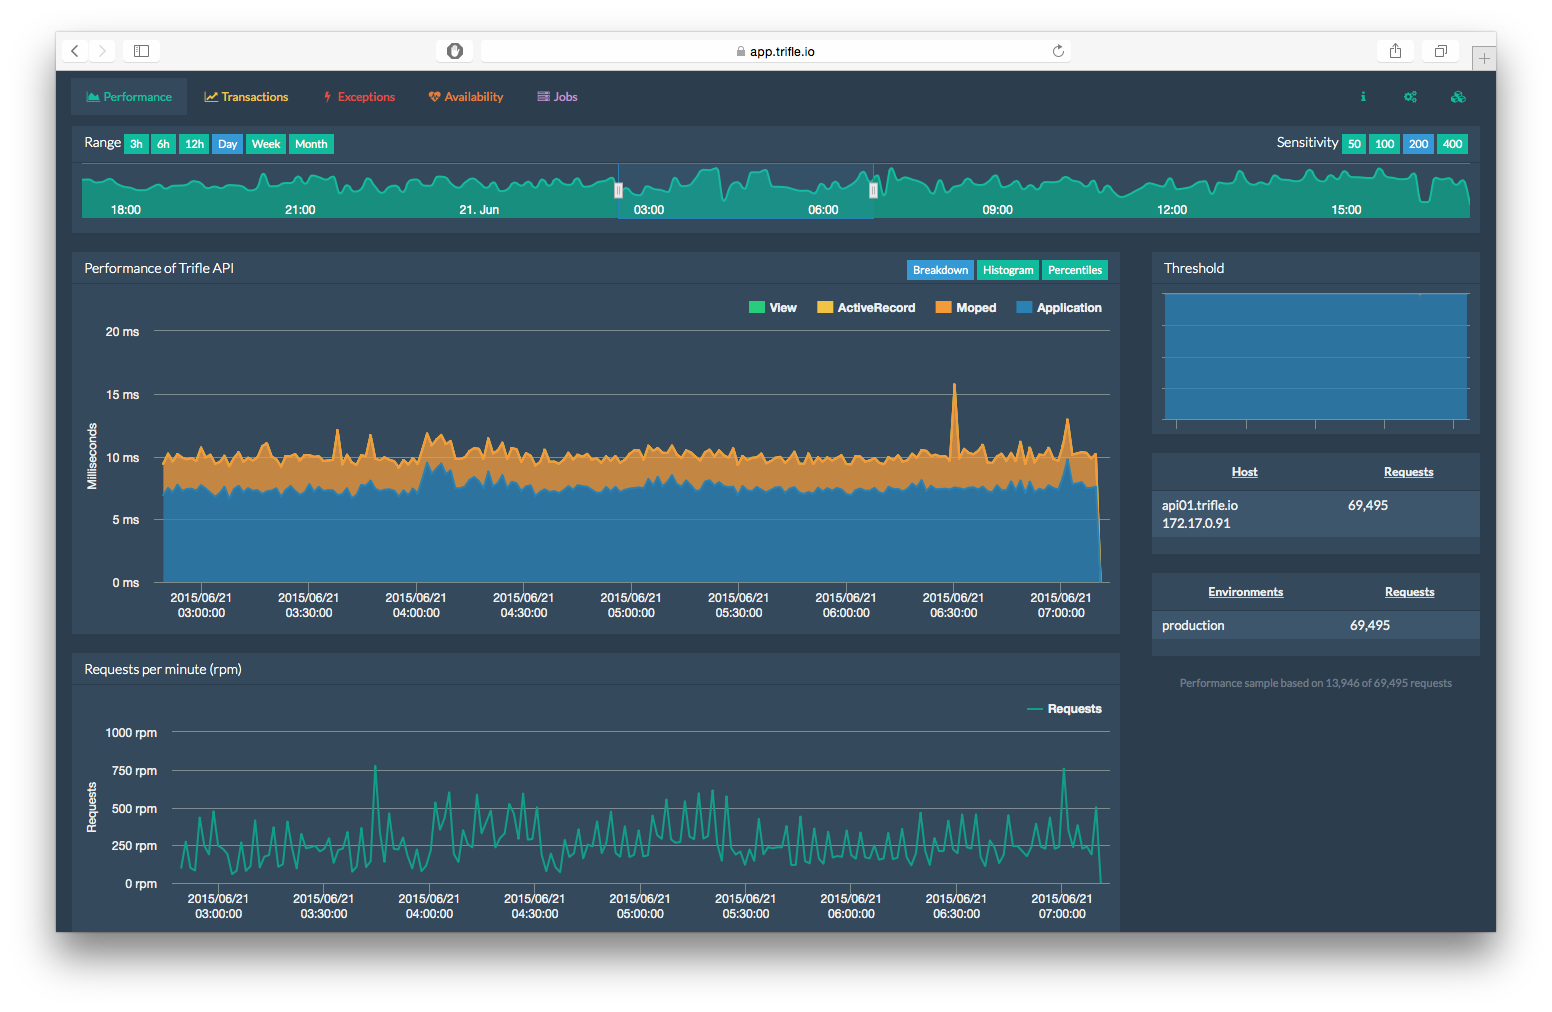 app.trifle.io
Performance Transactions Exceptions Availability Jobs
Range 3h 6h 12h Day Week Month Sensitivity 50 100 200 400
18:00 21:00 21. Jun 03:00 06:00 09:00 12:00 15:00
Performance of Trifle API Breakdown Histogram Percentiles
View ActiveRecord Moped Application
Milliseconds
20 ms
15 ms
10 ms
5 ms
0 ms
2015/06/21 2015/06/21 2015/06/21 2015/06/21 2015/06/21 2015/06/21 2015/06/21 2015/06/21 2015/06/21
03:00:00 03:30:00 04:00:00 04:30:00 05:00:00 05:30:00 06:00:00 06:30:00 07:00:00
Threshold
Host Requests
api01.trifle.io 69,495
172.17.0.91
Environments Requests
production 69,495
Performance sample based on 13,946 of 69,495 requests
Requests per minute (rpm)
Requests
Requests
1000 rpm
750 rpm
500 rpm
250 rpm
0 rpm
2015/06/21 2015/06/21 2015/06/21 2015/06/21 2015/06/21 2015/06/21 2015/06/21 2015/06/21 2015/06/21
03:00:00 03:30:00 04:00:00 04:30:00 05:00:00 05:30:00 06:00:00 06:30:00 07:00:00